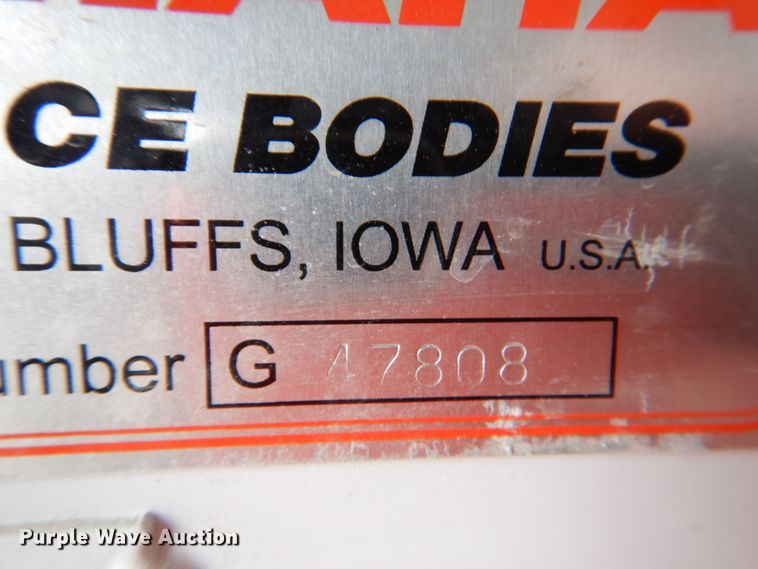 CE BODIES
BLUFFS, IOWA U.S.A.
umber G 47808
Purple Wave Auction